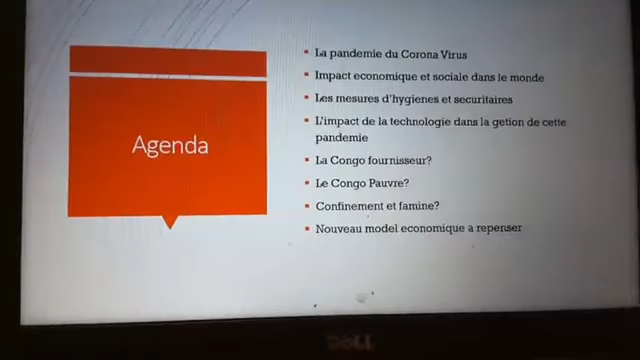 Agenda
La pandemie du Corona Virus
Impact economique et sociale dans le monde
Les mesures d'hygienes et securitaires
L'impact de la technologie dans la getion de cette
pandemie
La Congo fournisseur?
Le Congo Pauvre?
Confinement et famine?
Nouveau model economique a repenser
DELL